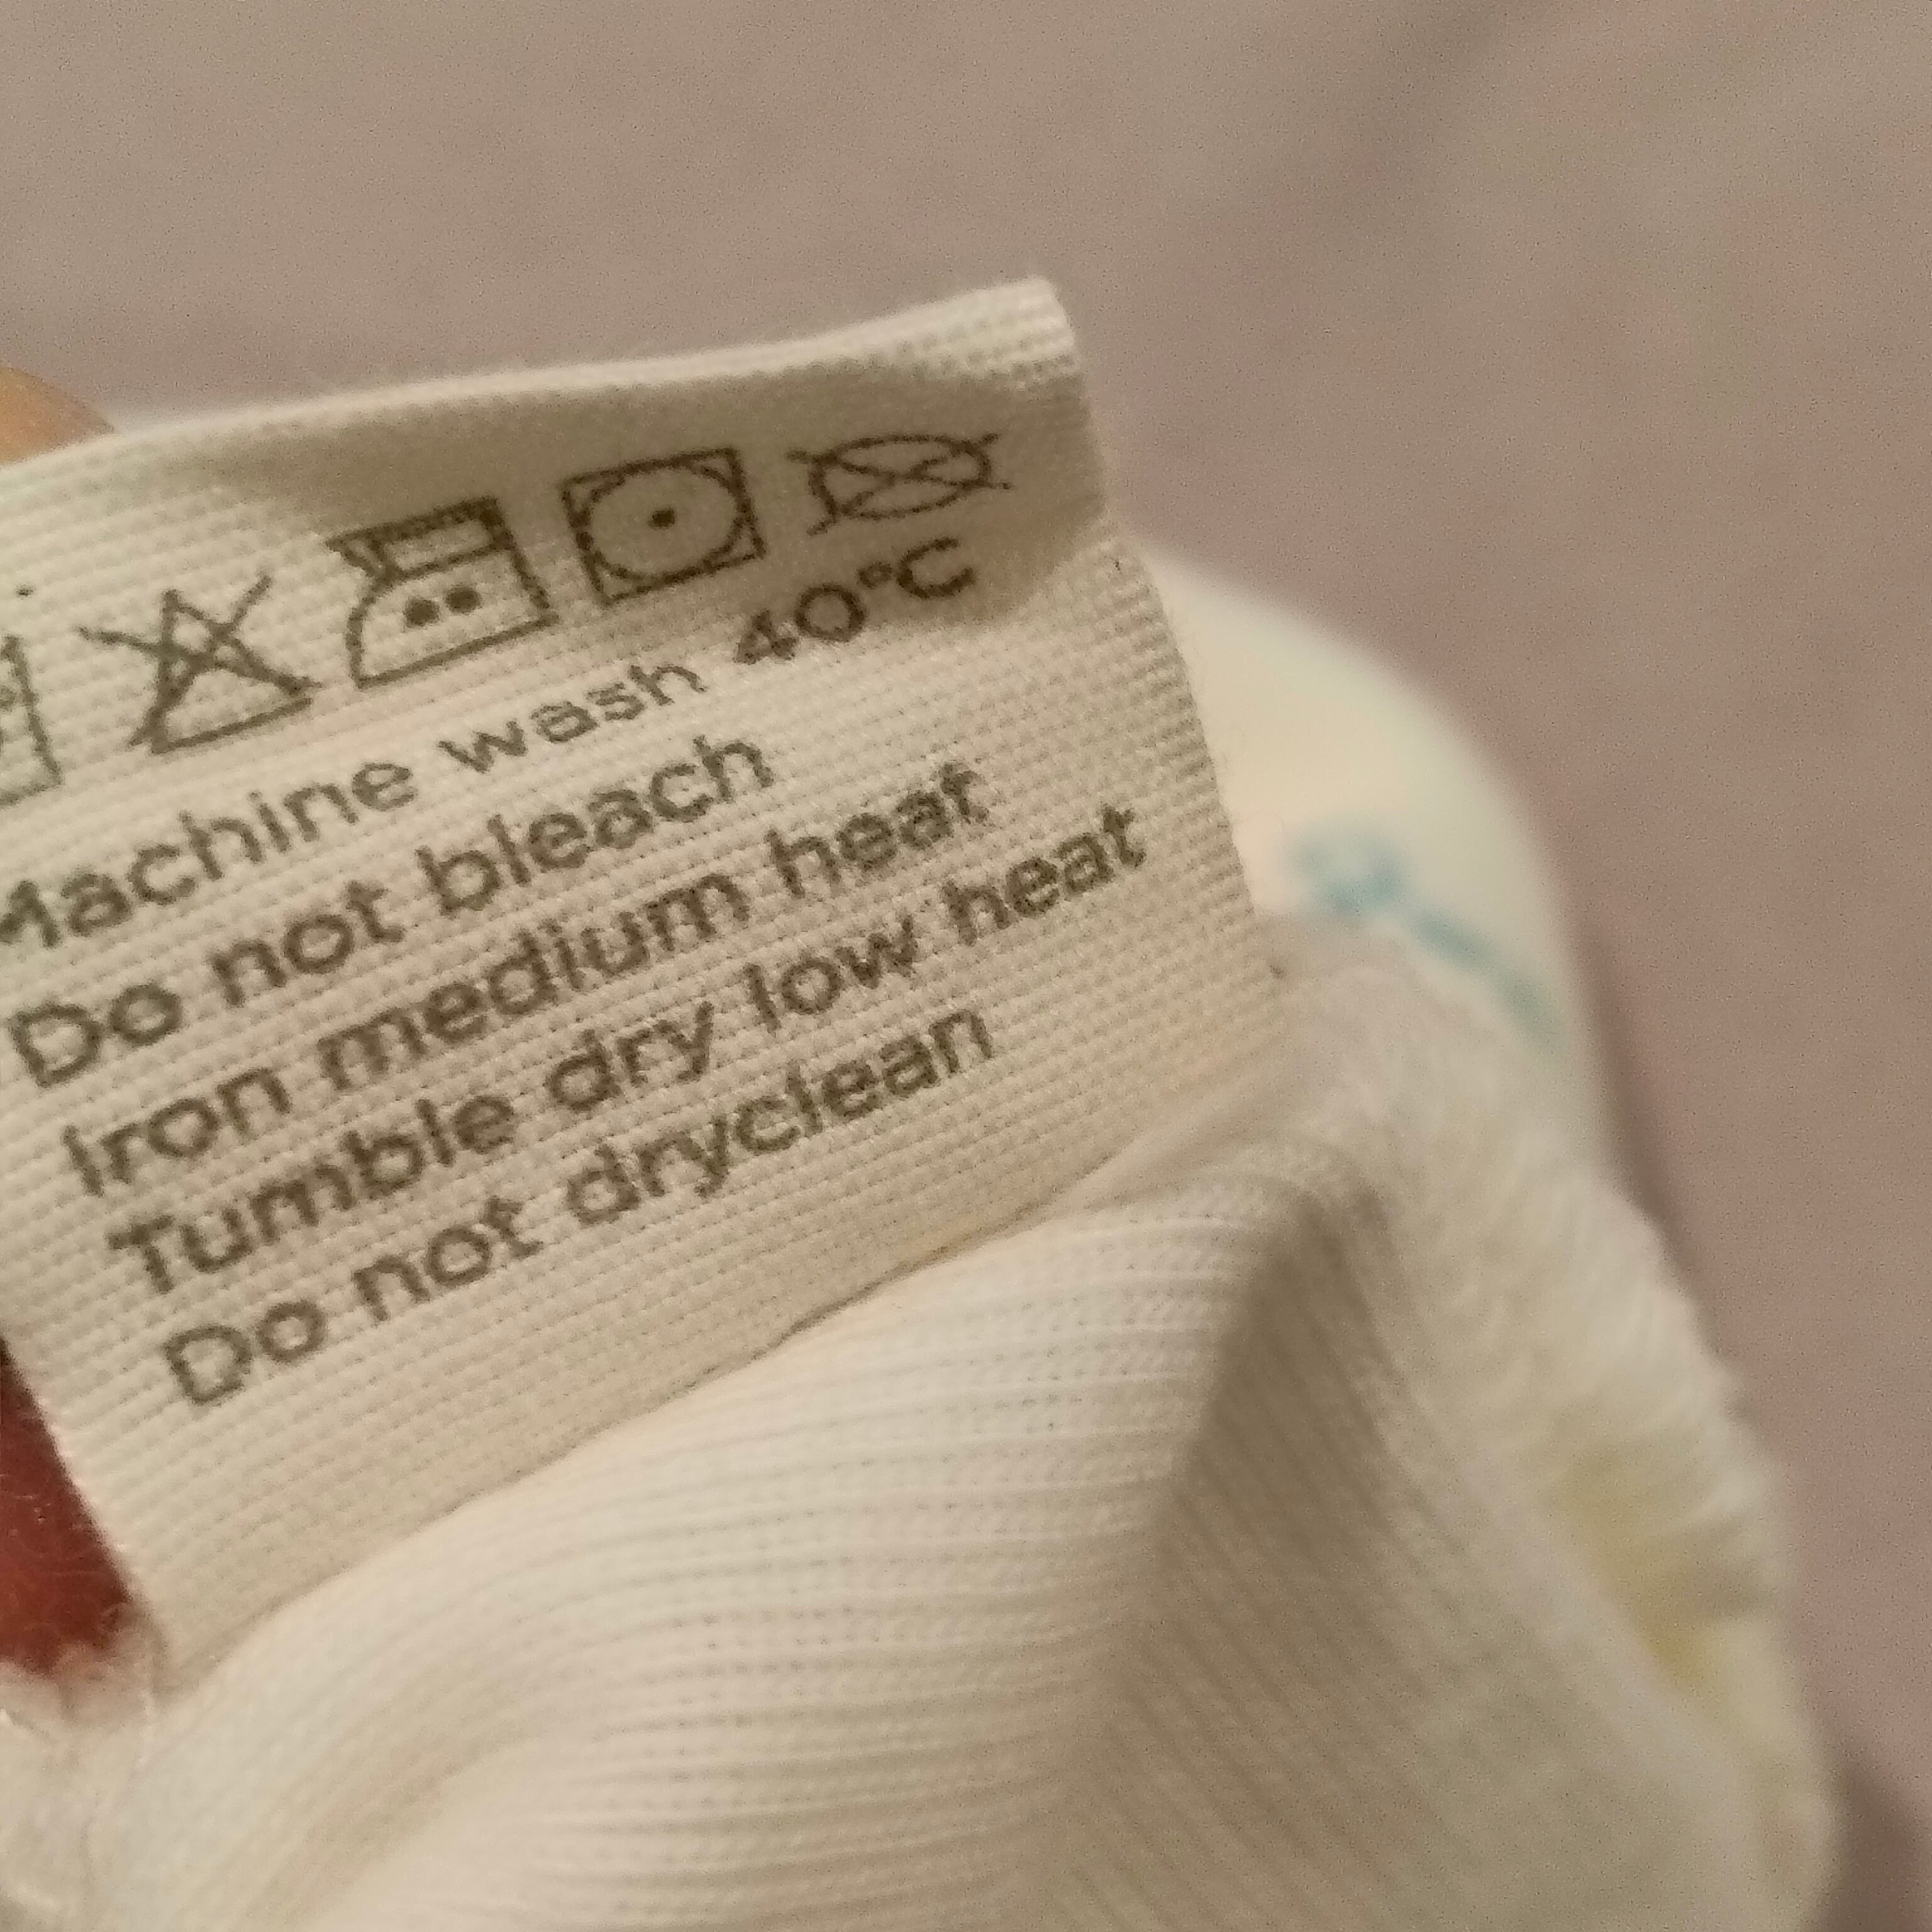 Machine wash 40°C
Do not bleach
Iron medium heat
Tumble dry low heat
Do not dryclean